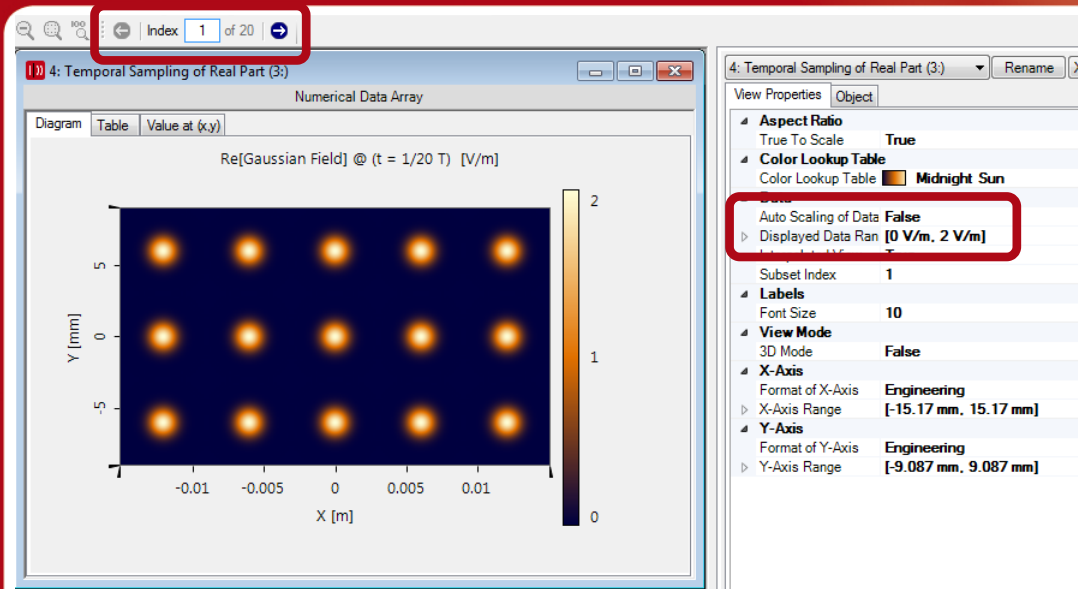 100
Index 1 of 20
4: Temporal Sampling of Real Part (3:)
Numerical Data Array
Diagram Table Value at (x,y)
Re[Gaussian Field] @ (t = 1/20 T) [V/m]
2
1
0
Y [mm]
5
0
-5
-0.01 -0.005 0 0.005 0.01
X [m]
4: Temporal Sampling of Real Part (3:) Rename
View Properties Object
Aspect Ratio
True To Scale True
Color Lookup Table
Color Lookup Table Midnight Sun
Data
Auto Scaling of Data False
Displayed Data Ran [0 V/m, 2 V/m]
Subset Index 1
Labels
Font Size 10
View Mode
3D Mode False
X-Axis
Format of X-Axis Engineering
X-Axis Range [-15.17 mm, 15.17 mm]
Y-Axis
Format of Y-Axis Engineering
Y-Axis Range [-9.087 mm, 9.087 mm]